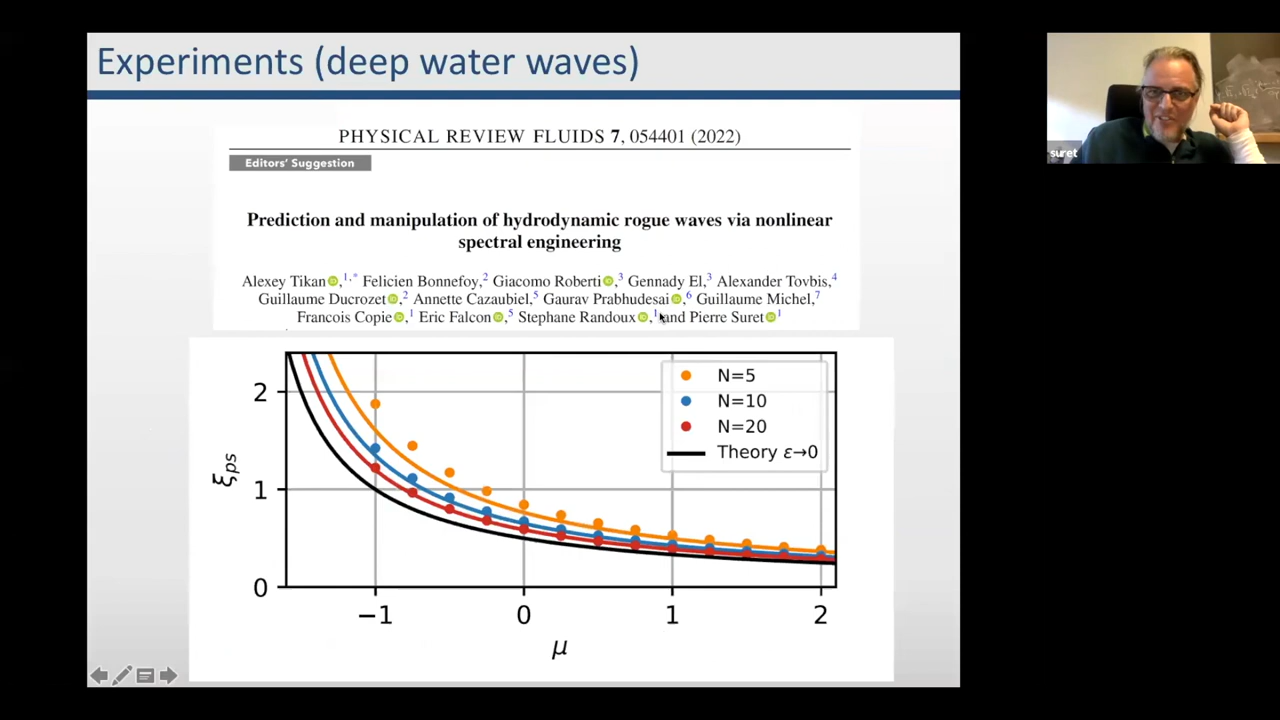 Experiments (deep water waves)
PHYSICAL REVIEW FLUIDS 7, 054401 (2022)
Editors' Suggestion
Prediction and manipulation of hydrodynamic rogue waves via nonlinear
spectral engineering
Alexey Tikan,1,* Felicien Bonnefoy,2 Giacomo Roberti,3 Gennady El,3 Alexander Tovbis,4
Guillaume Ducrozet,2 Annette Cazaubiel,5 Gaurav Prabhudesai,6 Guillaume Michel,7
Francois Copie,1 Eric Falcon,5 Stephane Randoux,1 and Pierre Suret1
N=5
N=10
N=20
Theory ε→0
2
1
0
ξps
−1 0 1 2
μ
suret